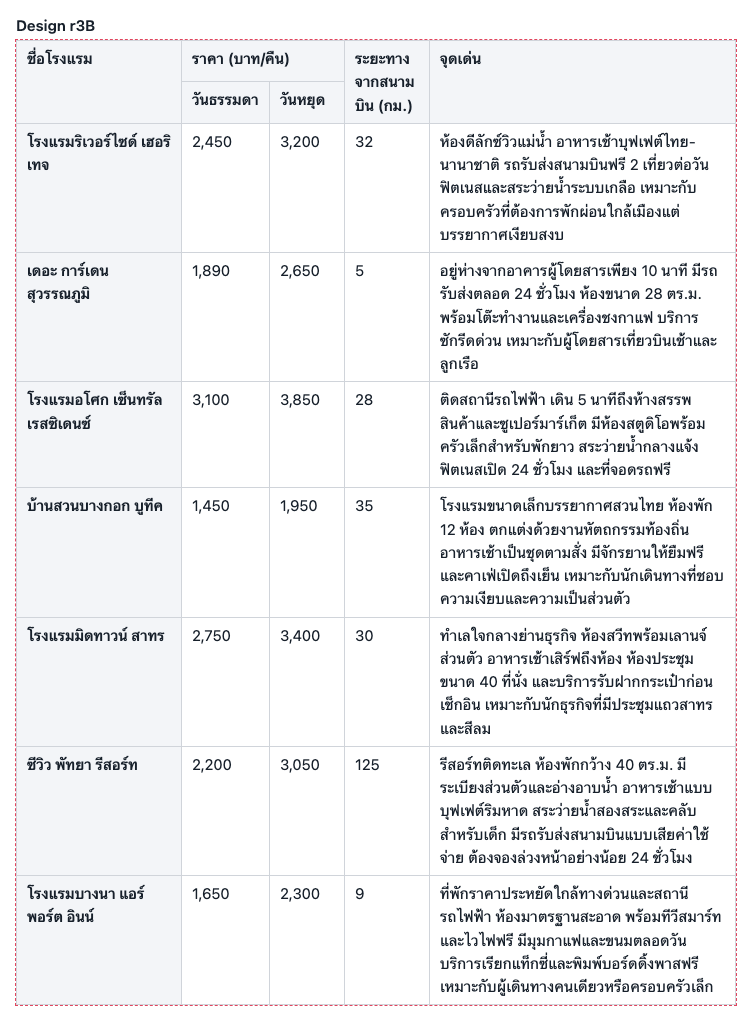 Design r3B
ชื่อโรงแรม
ราคา (บาท/คืน)
ระยะทาง
จากสนาม
บิน (กม.)
จุดเด่น
วันธรรมดา
วันหยุด
โรงแรมริเวอร์ไซด์ เฮอริ
เทจ
2,450
3,200
32
ห้องดีลักซ์วิวแม่น้ำ อาหารเช้าบุฟเฟต์ไทย-
นานาชาติ รถรับส่งสนามบินฟรี 2 เที่ยวต่อวัน
ฟิตเนสและสระว่ายน้ำระบบเกลือ เหมาะกับ
ครอบครัวที่ต้องการพักผ่อนใกล้เมืองแต่
บรรยากาศเงียบสงบ
เดอะ การ์เดน
สุวรรณภูมิ
1,890
2,650
5
อยู่ห่างจากอาคารผู้โดยสารเพียง 10 นาที มีรถ
รับส่งตลอด 24 ชั่วโมง ห้องขนาด 28 ตร.ม.
พร้อมโต๊ะทำงานและเครื่องชงกาแฟ บริการ
ซักรีดด่วน เหมาะกับผู้โดยสารเที่ยวบินเช้าและ
ลูกเรือ
โรงแรมอโศก เซ็นทรัล
เรสซิเดนซ์
3,100
3,850
28
ติดสถานีรถไฟฟ้า เดิน 5 นาทีถึงห้างสรรพ
สินค้าและซูเปอร์มาร์เก็ต มีห้องสตูดิโอพร้อม
ครัวเล็กสำหรับพักยาว สระว่ายน้ำกลางแจ้ง
ฟิตเนสเปิด 24 ชั่วโมง และที่จอดรถฟรี
บ้านสวนบางกอก บูทีค
1,450
1,950
35
โรงแรมขนาดเล็กบรรยากาศสวนไทย ห้องพัก
12 ห้อง ตกแต่งด้วยงานหัตถกรรมท้องถิ่น
อาหารเช้าเป็นชุดตามสั่ง มีจักรยานให้ยืมฟรี
และคาเฟ่เปิดถึงเย็น เหมาะกับนักเดินทางที่ชอบ
ความเงียบและความเป็นส่วนตัว
โรงแรมมิดทาวน์ สาทร
2,750
3,400
30
ทำเลใจกลางย่านธุรกิจ ห้องสวีทพร้อมเลานจ์
ส่วนตัว อาหารเช้าเสิร์ฟถึงห้อง ห้องประชุม
ขนาด 40 ที่นั่ง และบริการรับฝากกระเป๋าก่อน
เช็กอิน เหมาะกับนักธุรกิจที่มีประชุมแถวสาทร
และสีลม
ซีวิว พัทยา รีสอร์ท
2,200
3,050
125
รีสอร์ทติดทะเล ห้องพักกว้าง 40 ตร.ม. มี
ระเบียงส่วนตัวและอ่างอาบน้ำ อาหารเช้าแบบ
บุฟเฟต์ริมหาด สระว่ายน้ำสองสระและคลับ
สำหรับเด็ก มีรถรับส่งสนามบินแบบเสียค่าใช้
จ่าย ต้องจองล่วงหน้าอย่างน้อย 24 ชั่วโมง
โรงแรมบางนา แอร์
พอร์ต อินน์
1,650
2,300
9
ที่พักราคาประหยัดใกล้ทางด่วนและสถานี
รถไฟฟ้า ห้องมาตรฐานสะอาด พร้อมทีวีสมาร์ท
และไวไฟฟรี มีมุมกาแฟและขนมตลอดวัน
บริการเรียกแท็กซี่และพิมพ์บอร์ดดิ้งพาสฟรี
เหมาะกับผู้เดินทางคนเดียวหรือครอบครัวเล็ก